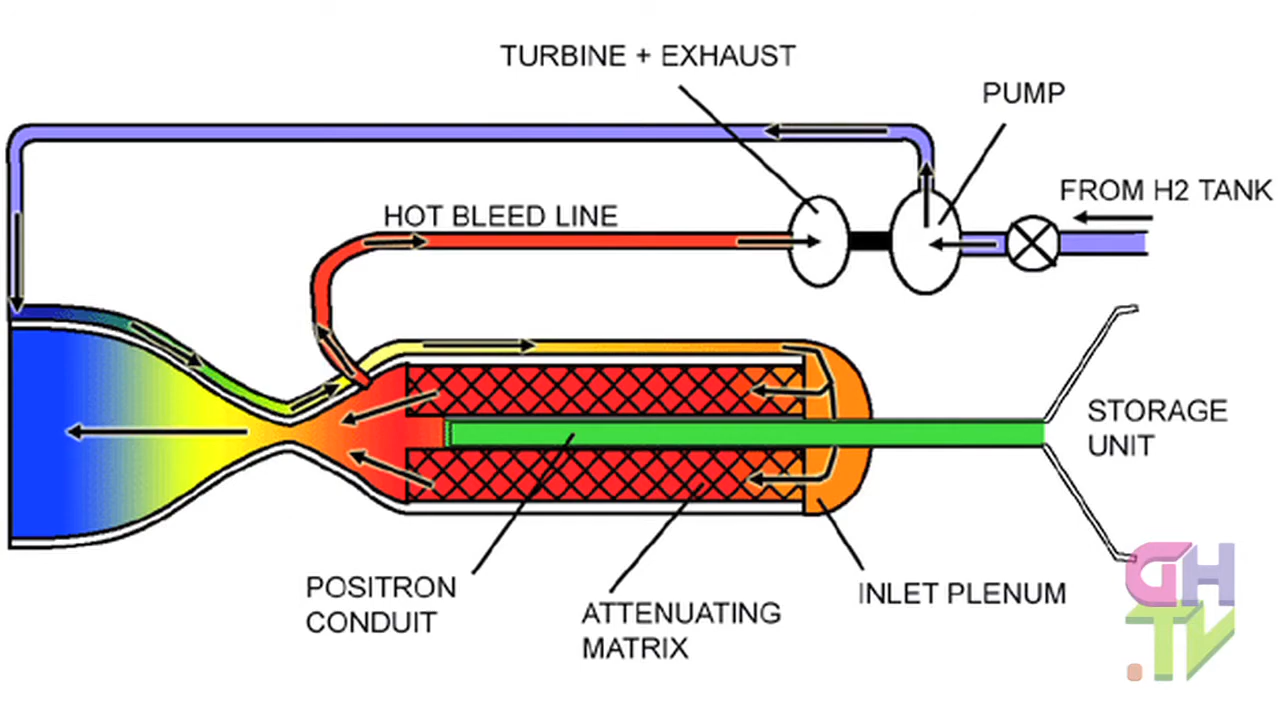 TURBINE + EXHAUST
PUMP
FROM H2 TANK
HOT BLEED LINE
STORAGE
UNIT
POSITRON
CONDUIT
ATTENUATING
MATRIX
INLET PLENUM
GH
.TV